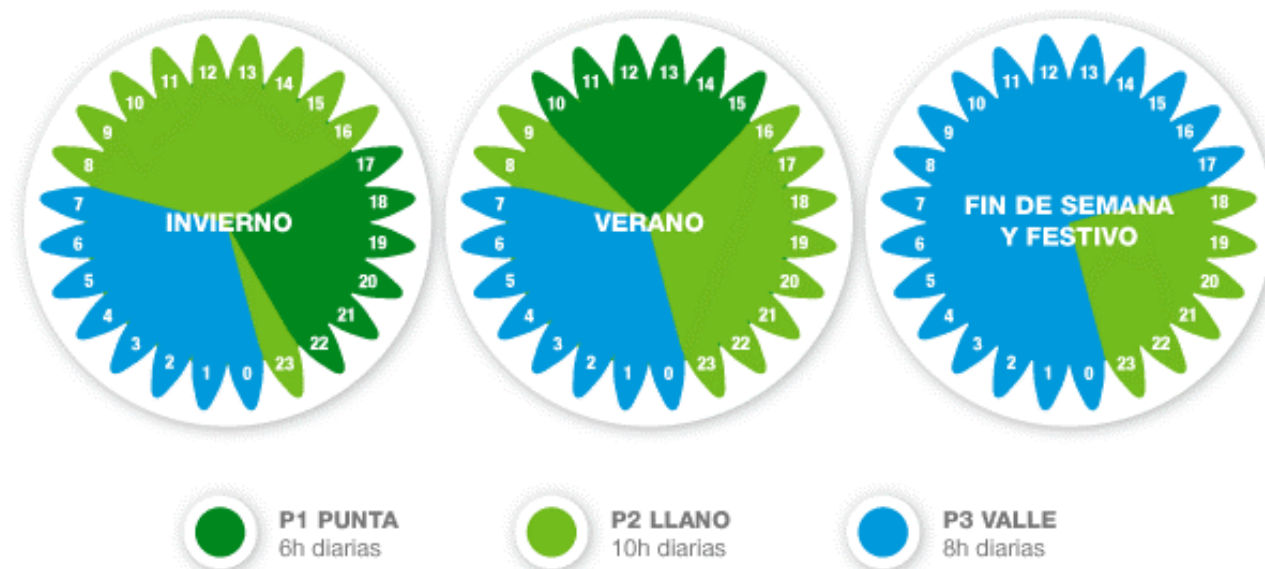 12 13
11 14
10 15
9 16
8 17
7 18
6 19
5 20
4 21
3 22
2 1 0 23
INVIERNO
12 13
11 14
10 15
9 16
8 17
7 18
6 19
5 20
4 21
3 22
2 1 0 23
VERANO
12 13
11 14
10 15
9 16
8 17
7 18
6 19
5 20
4 21
3 22
2 1 0 23
FIN DE SEMANA
Y FESTIVO
P1 PUNTA
6h diarias
P2 LLANO
10h diarias
P3 VALLE
8h diarias